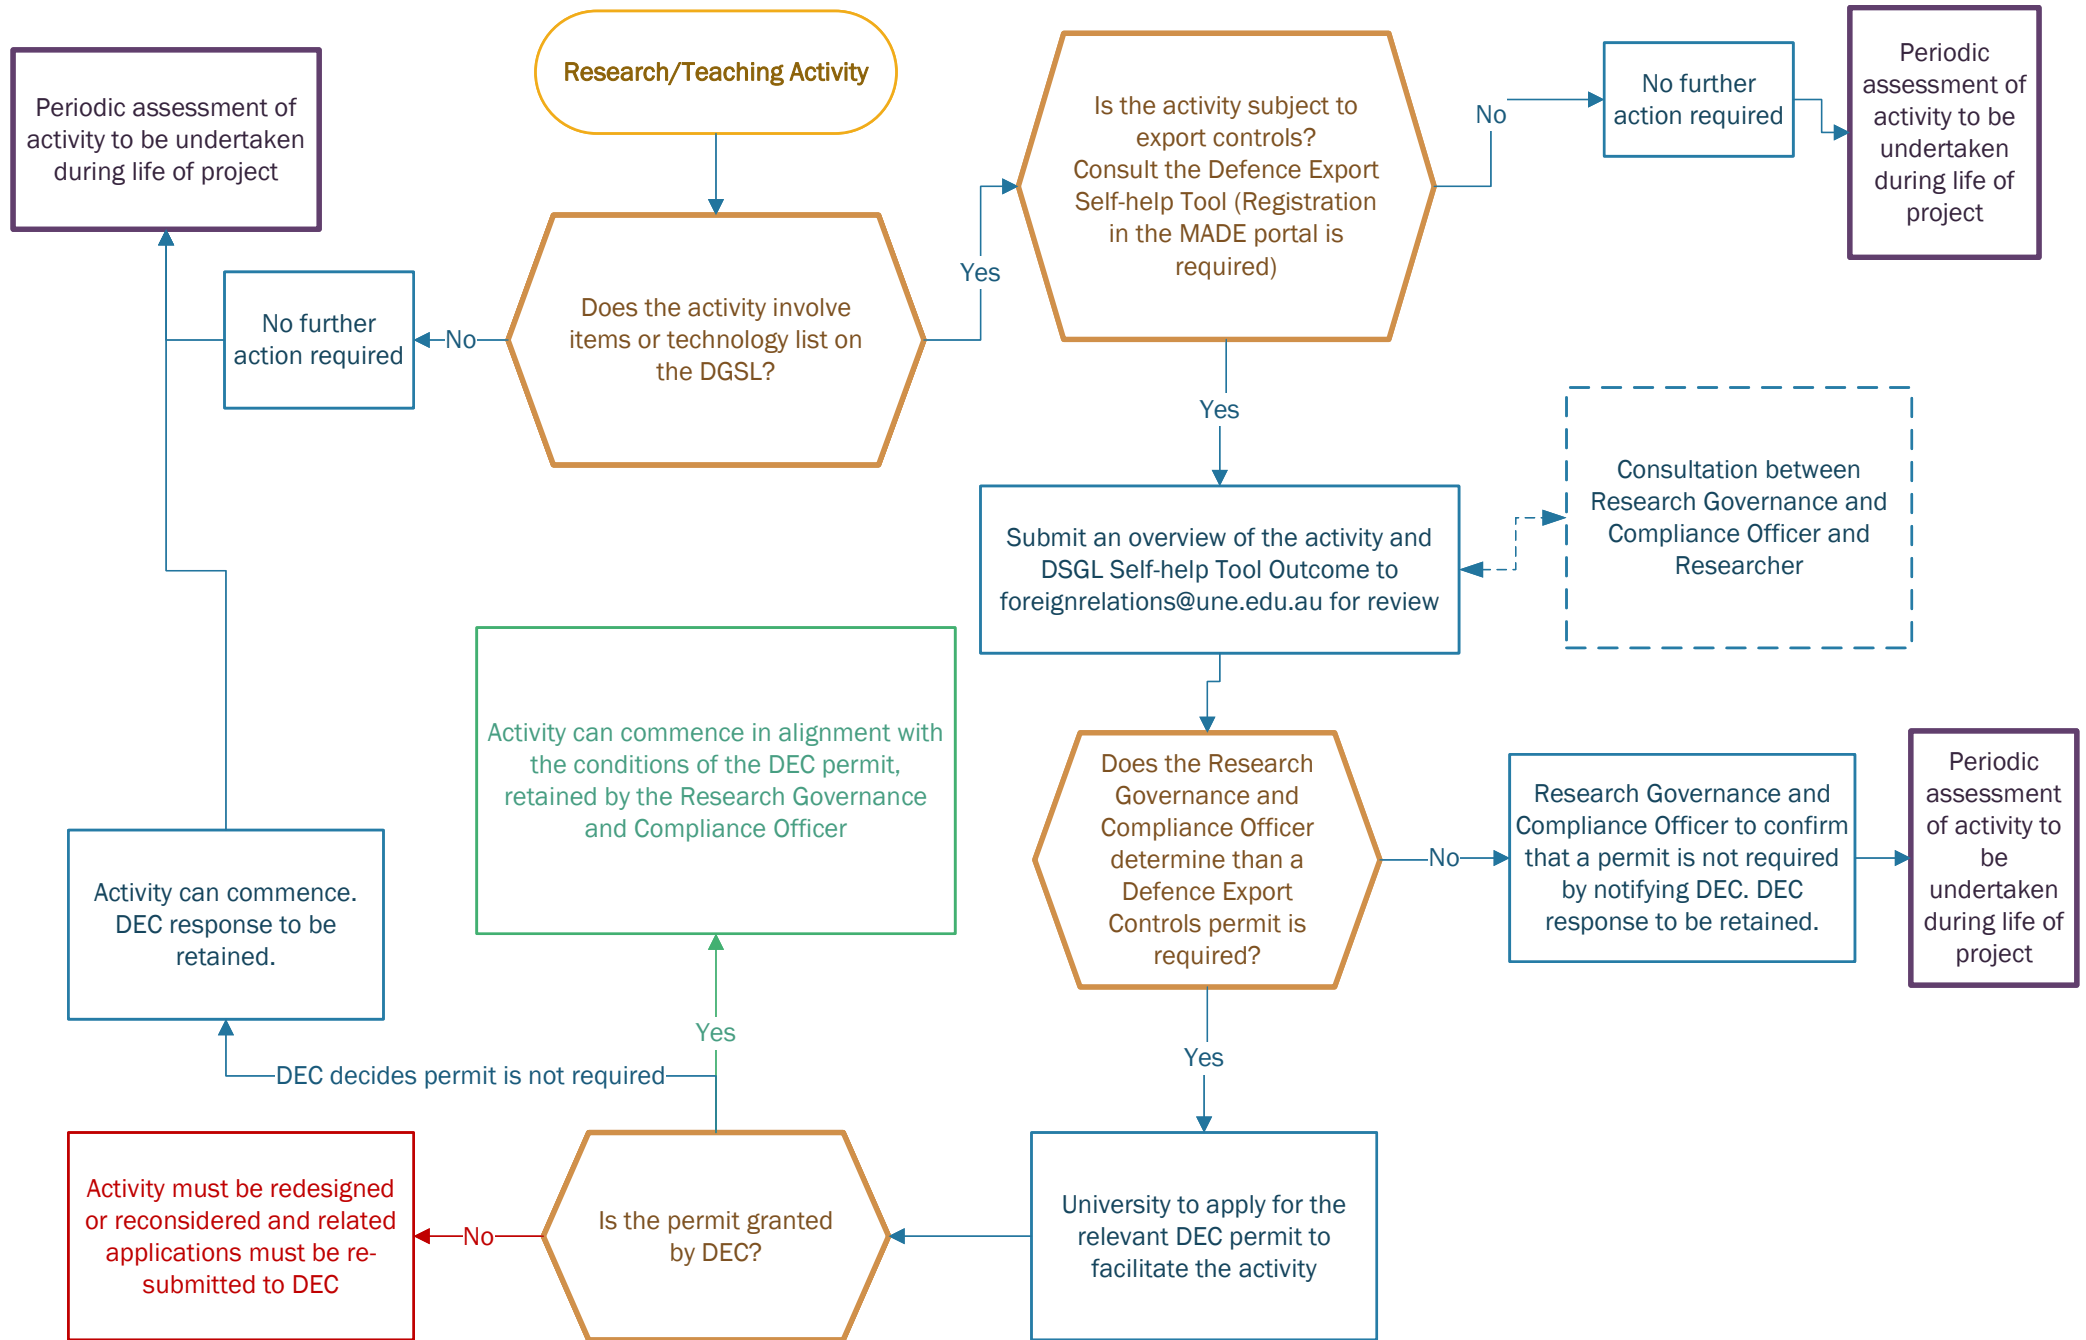 Research/Teaching Activity
Periodic assessment of
activity to be undertaken
during life of project
Is the activity subject to
export controls?
Consult the Defence Export
Self-help Tool (Registration
in the MADE portal is
required)
No
No further
action required
Periodic
assessment of
activity to be
undertaken
during life of
project
Yes
Does the activity involve
items or technology list on
the DGSL?
No
No further
action required
Yes
Submit an overview of the activity and
DSGL Self-help Tool Outcome to
foreignrelations@une.edu.au for review
Consultation between
Research Governance and
Compliance Officer and
Researcher
Activity can commence in alignment with
the conditions of the DEC permit,
retained by the Research Governance
and Compliance Officer
Does the Research
Governance and
Compliance Officer
determine than a
Defence Export
Controls permit is
required?
No
Research Governance and
Compliance Officer to confirm
that a permit is not required
by notifying DEC. DEC
response to be retained.
Periodic
assessment
of activity to
be
undertaken
during life of
project
Activity can commence.
DEC response to be
retained.
Yes
Yes
DEC decides permit is not required
Activity must be redesigned
or reconsidered and related
applications must be re-
submitted to DEC
No
Is the permit granted
by DEC?
University to apply for the
relevant DEC permit to
facilitate the activity